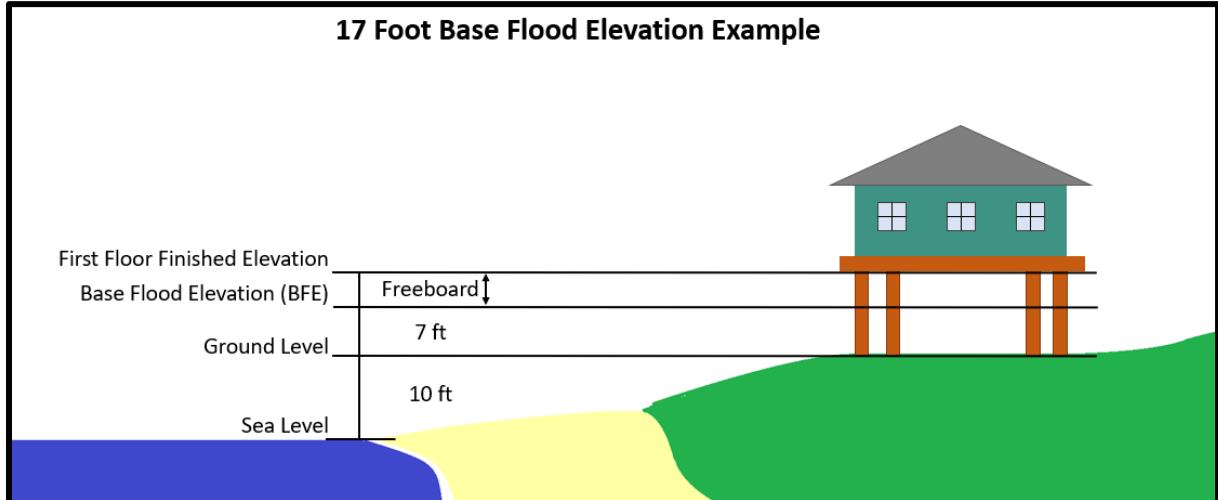 17 Foot Base Flood Elevation Example
First Floor Finished Elevation
Base Flood Elevation (BFE)
Freeboard
7 ft
Ground Level
10 ft
Sea Level